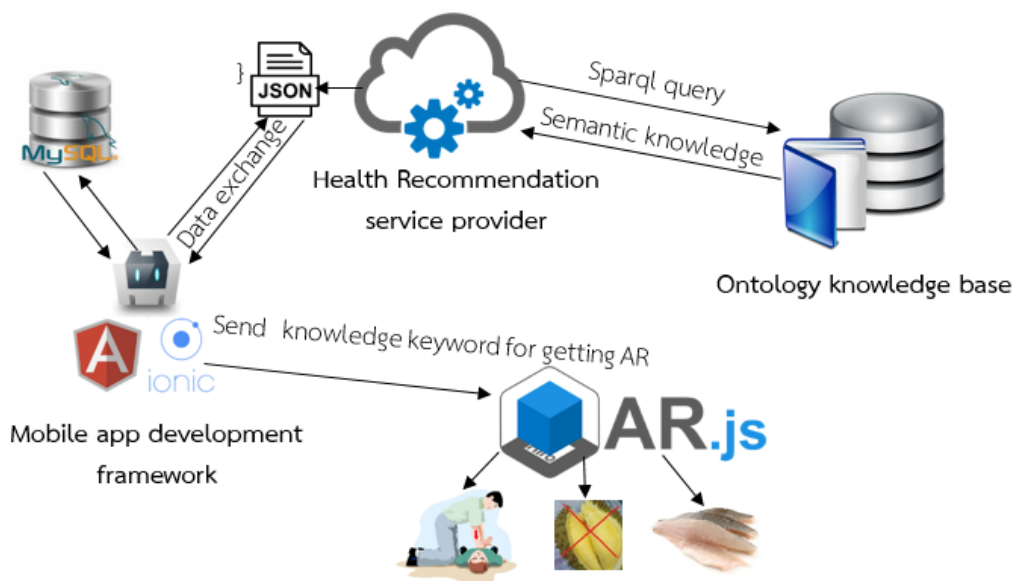 }
JSON
MySQL
Data exchange
Health Recommendation
service provider
Sparql query
Semantic knowledge
Ontology knowledge base
A
ionic
Mobile app development
framework
Send knowledge keyword for getting AR
AR.js